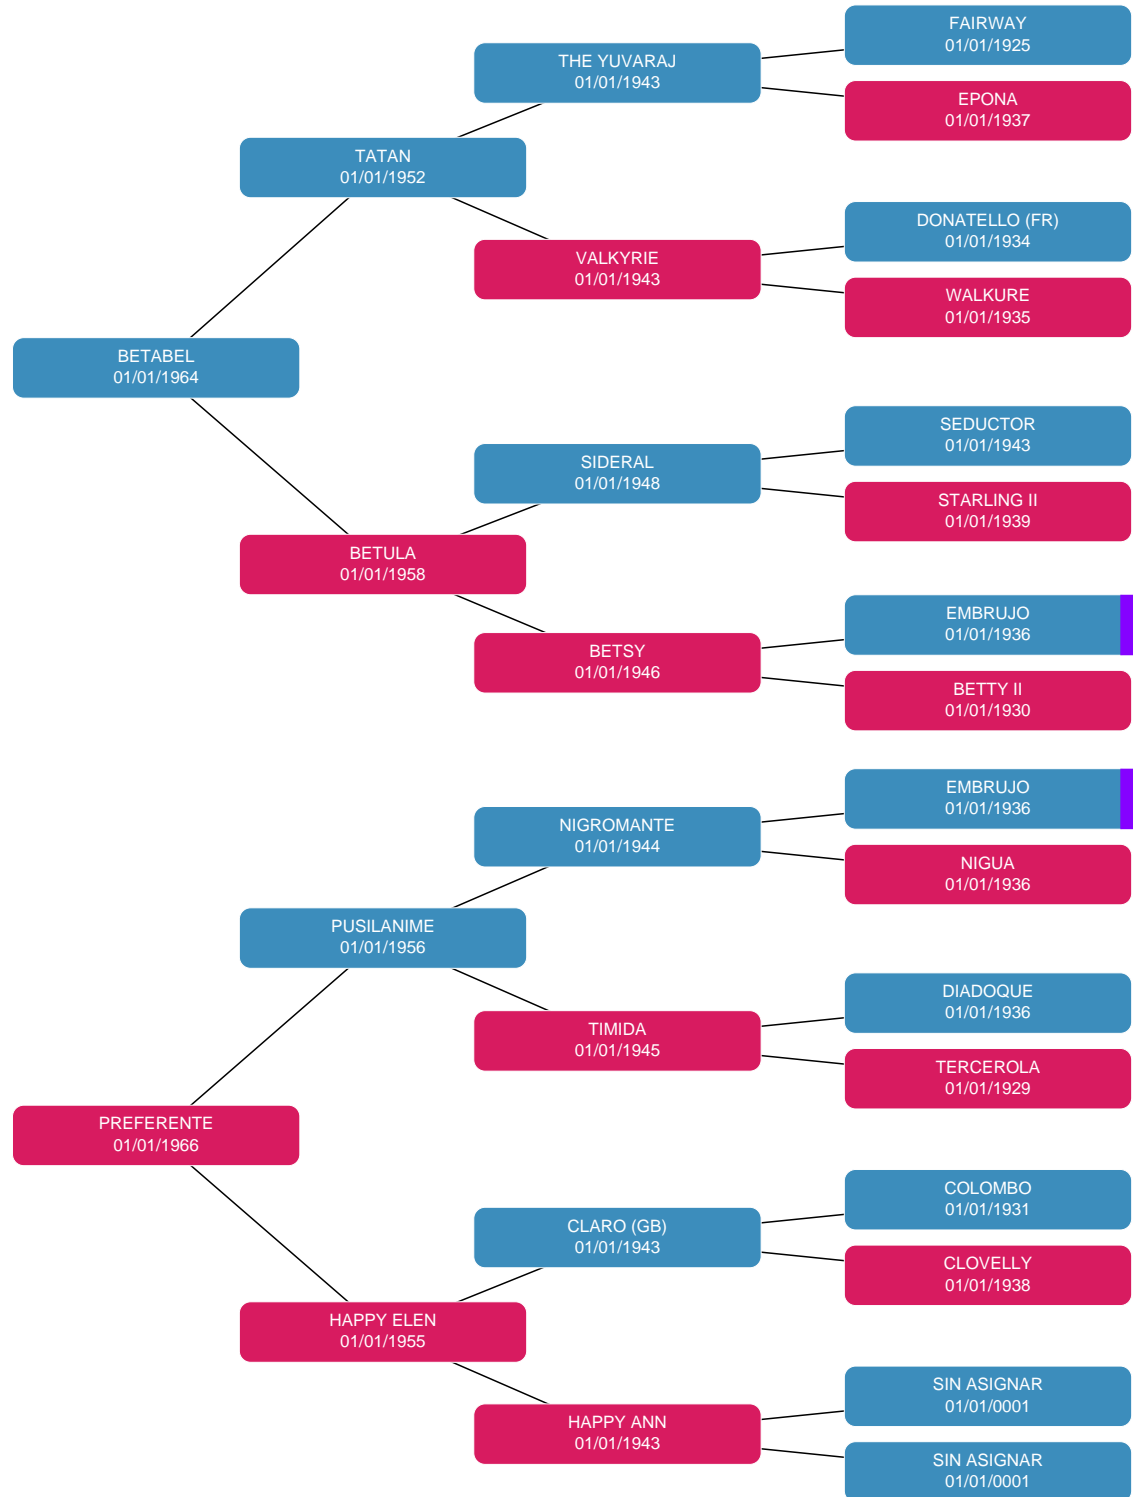 FAIRWAY
01/01/1925
THE YUVARAJ
01/01/1943
EPONA
01/01/1937
TATAN
01/01/1952
DONATELLO (FR)
01/01/1934
VALKYRIE
01/01/1943
WALKURE
01/01/1935
BETABEL
01/01/1964
SEDUCTOR
01/01/1943
SIDERAL
01/01/1948
STARLING II
01/01/1939
BETULA
01/01/1958
EMBRUJO
01/01/1936
BETSY
01/01/1946
BETTY II
01/01/1930
EMBRUJO
01/01/1936
NIGROMANTE
01/01/1944
NIGUA
01/01/1936
PUSILANIME
01/01/1956
DIADOQUE
01/01/1936
TIMIDA
01/01/1945
TERCEROLA
01/01/1929
PREFERENTE
01/01/1966
COLOMBO
01/01/1931
CLARO (GB)
01/01/1943
CLOVELLY
01/01/1938
HAPPY ELEN
01/01/1955
SIN ASIGNAR
01/01/0001
HAPPY ANN
01/01/1943
SIN ASIGNAR
01/01/0001